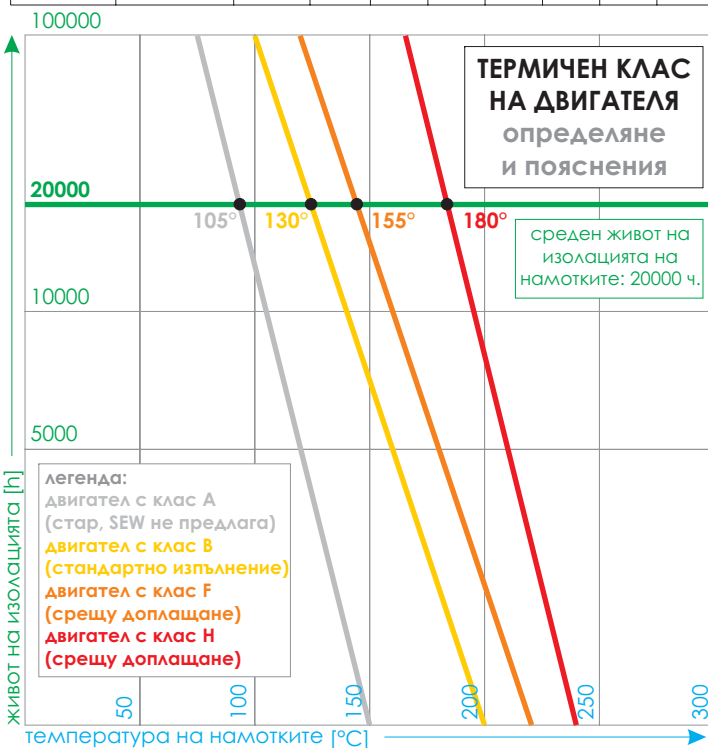 100000
ТЕРМИЧЕН КЛАС
НА ДВИГАТЕЛЯ
определяне
и пояснения
20000
105°
130°
155°
180°
среден живот на
изолацията на
намотките: 20000 ч.
10000
5000
живот на изолацията [h]
легенда:
двигател с клас A
(стар, SEW не предлага)
двигател с клас B
(стандартно изпълнение)
двигател с клас F
(срещу доплащане)
двигател с клас H
(срещу доплащане)
50
100
150
200
250
300
температура на намотките [°C]